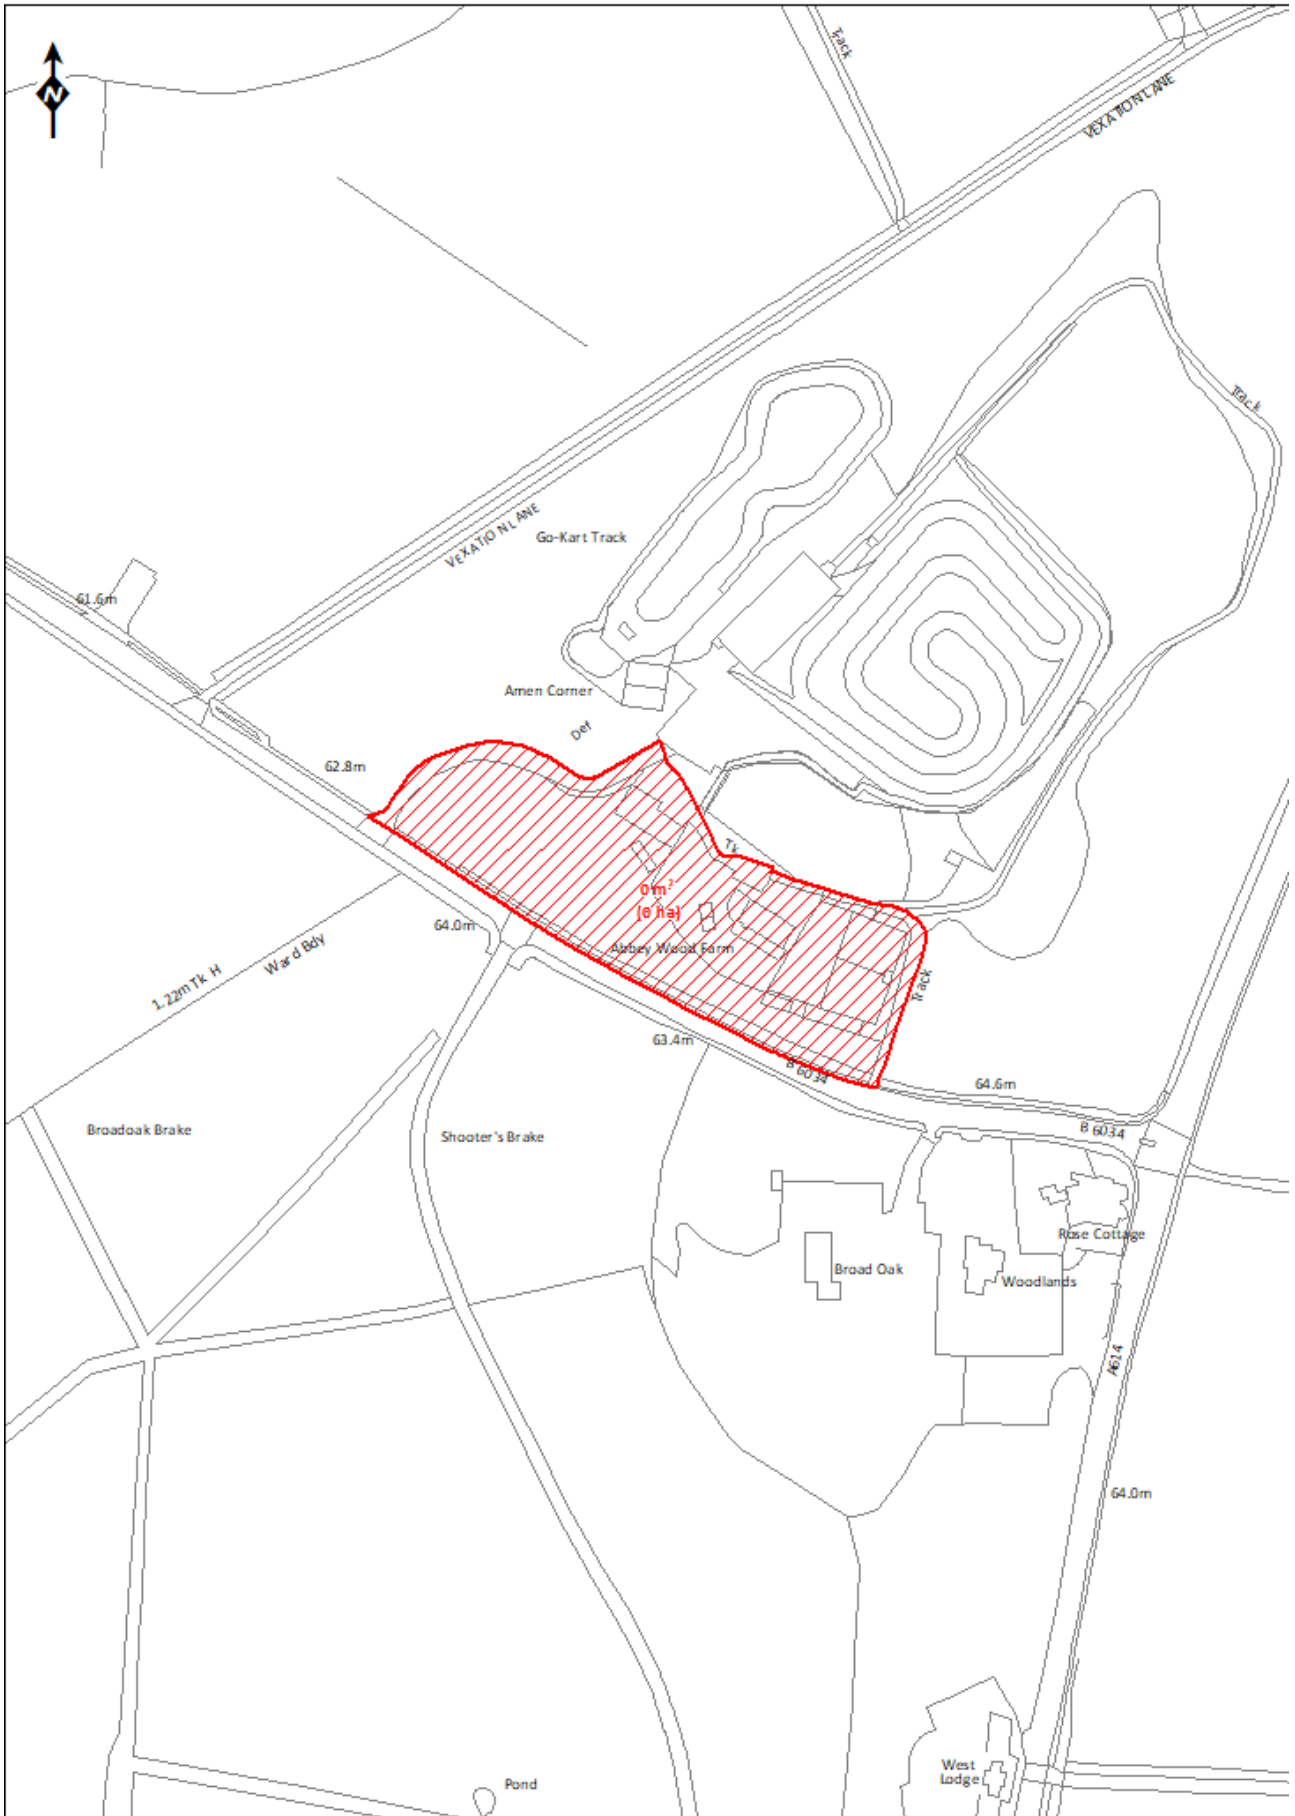 Track
N
VEXATION LANE
Track
VEXATION LANE
Go-Kart Track
61.6m
Amen Corner
Def
62.8m
Tk
0 m²
(0 ha)
64.0m
Abbey Wood Farm
Ward Bdy
1.22m Tk H
Track
63.4m
B 6034
64.6m
B 6034
Broadoak Brake
Shooter's Brake
Rose Cottage
Broad Oak
Woodlands
A614
64.0m
West
Lodge
Pond